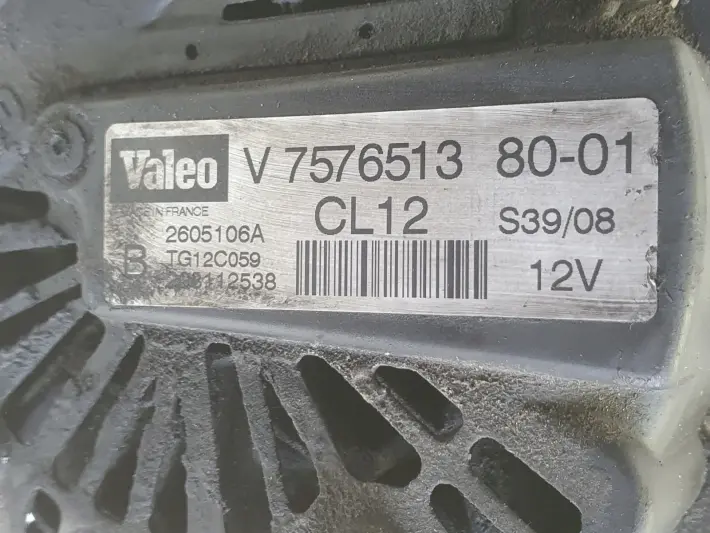 Valeo V 7576513 80-01
MADE IN FRANCE
CL12 S39/08
2605106A
B TG12C059
12V